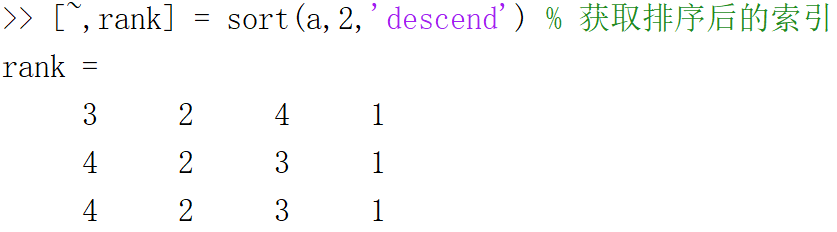 >> [~,rank] = sort(a,2,'descend') % 获取排序后的索引
rank =
3 2 4 1
4 2 3 1
4 2 3 1